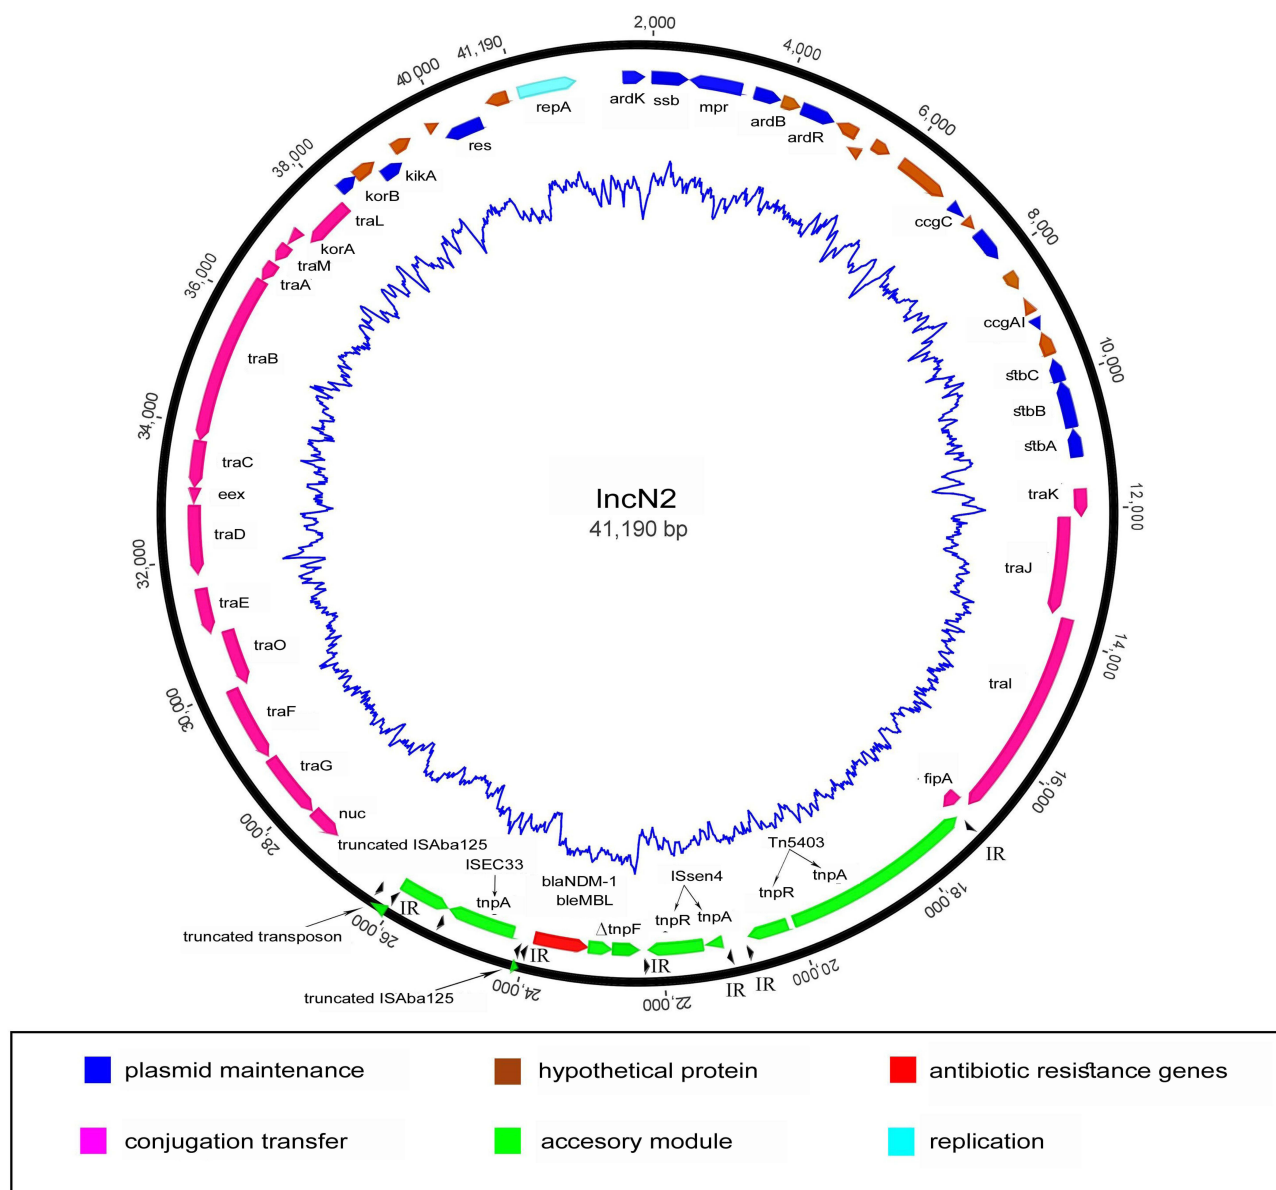 2,000
41,190
4,000
40,000
repA
ardK
ssb
mpr
ardB
ardR
6,000
38,000
res
kikA
korB
traL
korA
traM
traA
ccgC
8,000
36,000
ccgAI
10,000
traB
stbC
stbB
stbA
34,000
traC
eex
traD
traK
12,000
IncN2
41,190 bp
traJ
32,000
traE
traO
14,000
traI
30,000
traF
traG
fipA
16,000
nuc
28,000
truncated ISAba125
ISEC33
tnpA
blaNDM-1
bleMBL
ISsen4
tnpR
tnpA
Tn5403
tnpR
tnpA
IR
18,000
IR
26,000
truncated transposon
ΔtnpF
IR
IR
IR
IR
20,000
truncated ISAba125
24,000
22,000
plasmid maintenance
hypothetical protein
antibiotic resistance genes
conjugation transfer
accesory module
replication